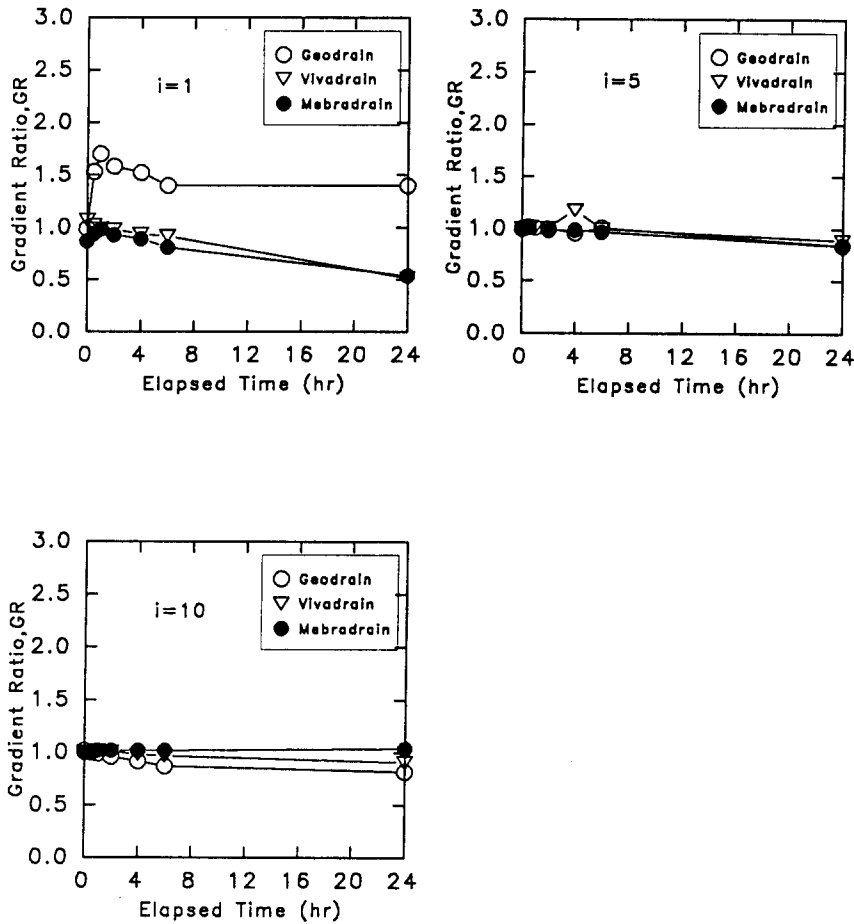 3.0
2.5
2.0
1.5
1.0
0.5
0.0
Gradient Ratio,GR
i=1
Geodrain
Vivadrain
Mebradrain
0 4 8 12 16 20 24
Elapsed Time (hr)
3.0
2.5
2.0
1.5
1.0
0.5
0.0
Gradient Ratio,GR
i=5
Geodrain
Vivadrain
Mebradrain
0 4 8 12 16 20 24
Elapsed Time (hr)
3.0
2.5
2.0
1.5
1.0
0.5
0.0
Gradient Ratio,GR
i=10
Geodrain
Vivadrain
Mebradrain
0 4 8 12 16 20 24
Elapsed Time (hr)